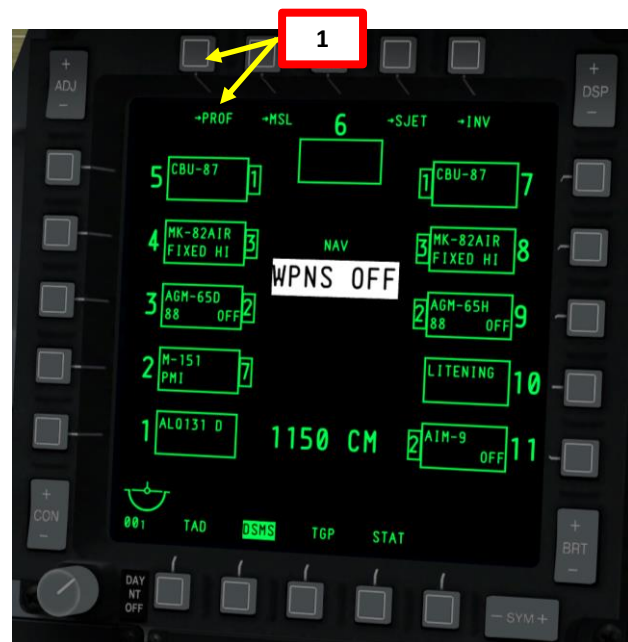 1
+
ADJ
-
+
DSP
-
→PROF →MSL 6 →SJET →INV
5 CBU-87 1
1 CBU-87 7
4 MK-82AIR FIXED HI 3
NAV
3 MK-82AIR FIXED HI 8
WPNS OFF
3 AGM-65D 88 OFF 2
2 AGM-65H 88 OFF 9
2 M-151 PMI 7
LITENING 10
1 ALQ131 D
1150 CM
2 AIM-9 OFF 11
+
CON
-
001 TAD DSMS TGP STAT
+
BRT
-
DAY
NT
OFF
- SYM +